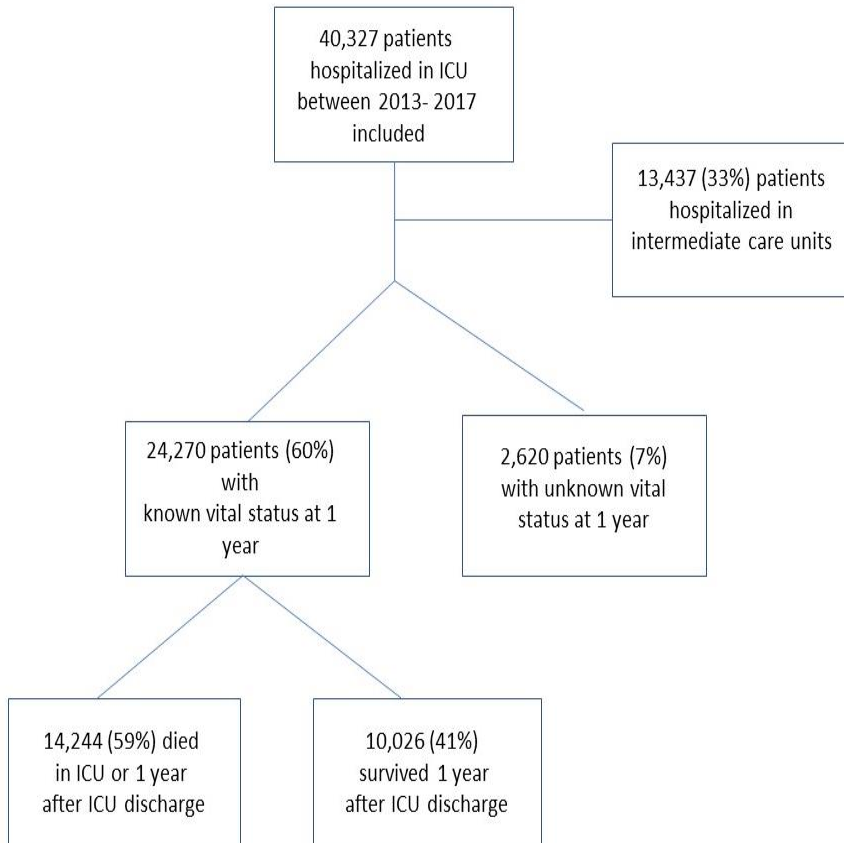 40,327 patients
hospitalized in ICU
between 2013- 2017
included
13,437 (33%) patients
hospitalized in
intermediate care units
24,270 patients (60%)
with
known vital status at 1
year
2,620 patients (7%)
with unknown vital
status at 1 year
14,244 (59%) died
in ICU or 1 year
after ICU discharge
10,026 (41%)
survived 1 year
after ICU discharge